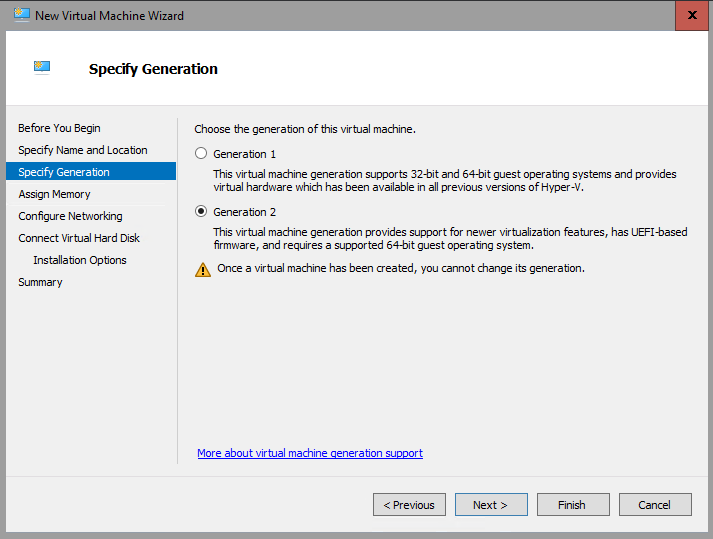 New Virtual Machine Wizard
Specify Generation
Before You Begin
Specify Name and Location
Specify Generation
Assign Memory
Configure Networking
Connect Virtual Hard Disk
Installation Options
Summary
Choose the generation of this virtual machine.
Generation 1
This virtual machine generation supports 32-bit and 64-bit guest operating systems and provides
virtual hardware which has been available in all previous versions of Hyper-V.
Generation 2
This virtual machine generation provides support for newer virtualization features, has UEFI-based
firmware, and requires a supported 64-bit guest operating system.
Once a virtual machine has been created, you cannot change its generation.
More about virtual machine generation support
< Previous
Next >
Finish
Cancel